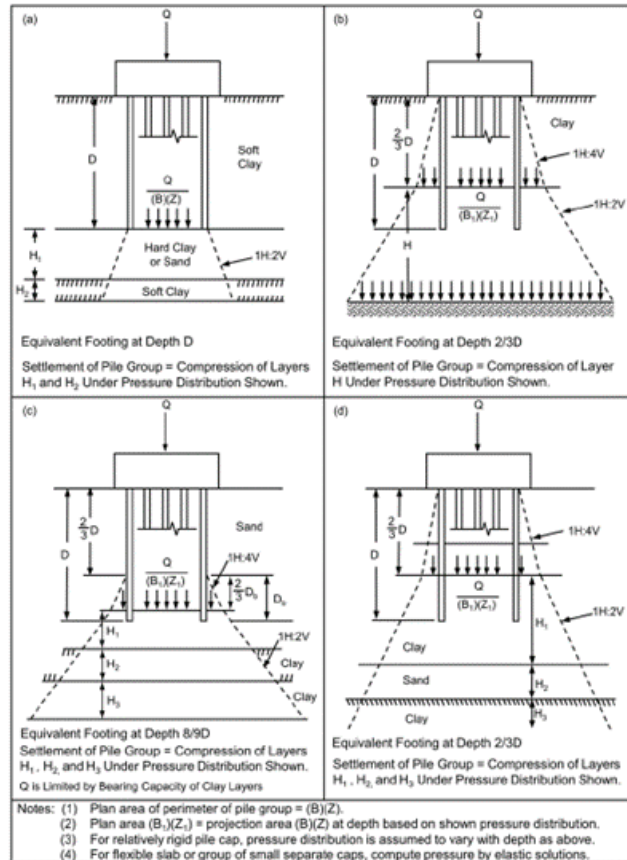 (a)
Q
D
Soft
Clay
Q
(B)(Z)
H₁
Hard Clay
or Sand
1H:2V
H₂
Soft Clay
Equivalent Footing at Depth D
Settlement of Pile Group = Compression of Layers
H₁ and H₂ Under Pressure Distribution Shown.
(b)
Q
D
2/3 D
Clay
1H:4V
Q
(B₁)(Z₁)
1H:2V
H
Equivalent Footing at Depth 2/3D
Settlement of Pile Group = Compression of Layer
H Under Pressure Distribution Shown.
(c)
Q
D
2/3 D
Sand
1H:4V
Q
(B₁)(Z₁)
2/3 D_b
D_b
H₁
1H:2V
H₂
Clay
H₃
Clay
Equivalent Footing at Depth 8/9D
Settlement of Pile Group = Compression of Layers
H₁, H₂, and H₃ Under Pressure Distribution Shown.
Q is Limited by Bearing Capacity of Clay Layers
(d)
Q
D
2/3 D
1H:4V
Q
(B₁)(Z₁)
1H:2V
H₁
Clay
Sand
H₂
H₃
Clay
Equivalent Footing at Depth 2/3D
Settlement of Pile Group = Compression of Layers
H₁, H₂, and H₃ Under Pressure Distribution Shown.
Notes: (1) Plan area of perimeter of pile group = (B)(Z).
(2) Plan area (B₁)(Z₁) = projection area (B)(Z) at depth based on shown pressure distribution.
(3) For relatively rigid pile cap, pressure distribution is assumed to vary with depth as above.
(4) For flexible slab or group of small separate caps, compute pressure by elastic solutions.